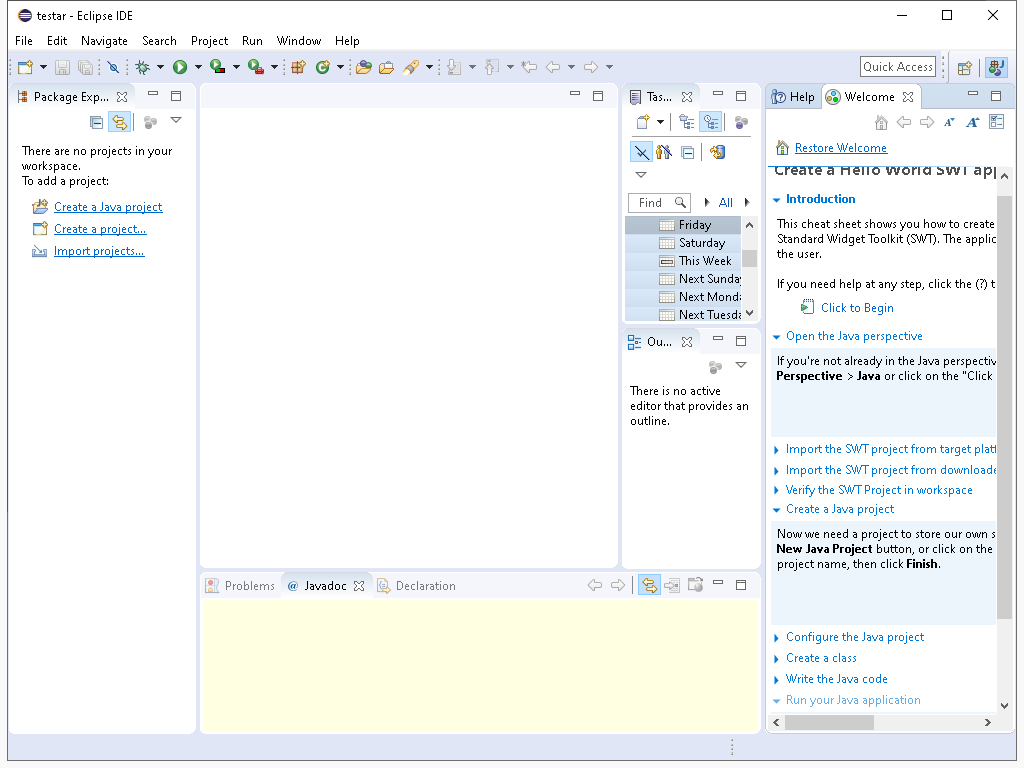 testar - Eclipse IDE
File Edit Navigate Search Project Run Window Help
Quick Access
Package Exp...
There are no projects in your
workspace.
To add a project:
Create a Java project
Create a project...
Import projects...
Tas...
Find
All
Friday
Saturday
This Week
Next Sunda
Next Monda
Next Tuesda
Ou...
There is no active
editor that provides an
outline.
Problems @ Javadoc Declaration
Help Welcome
Restore Welcome
Create a Hello World SWT app
Introduction
This cheat sheet shows you how to create
Standard Widget Toolkit (SWT). The applic
the user.
If you need help at any step, click the (?) t
Click to Begin
Open the Java perspective
If you're not already in the Java perspectiv
Perspective > Java or click on the "Click
Import the SWT project from target platf
Import the SWT project from downloade
Verify the SWT Project in workspace
Create a Java project
Now we need a project to store our own s
New Java Project button, or click on the
project name, then click Finish.
Configure the Java project
Create a class
Write the Java code
Run your Java application